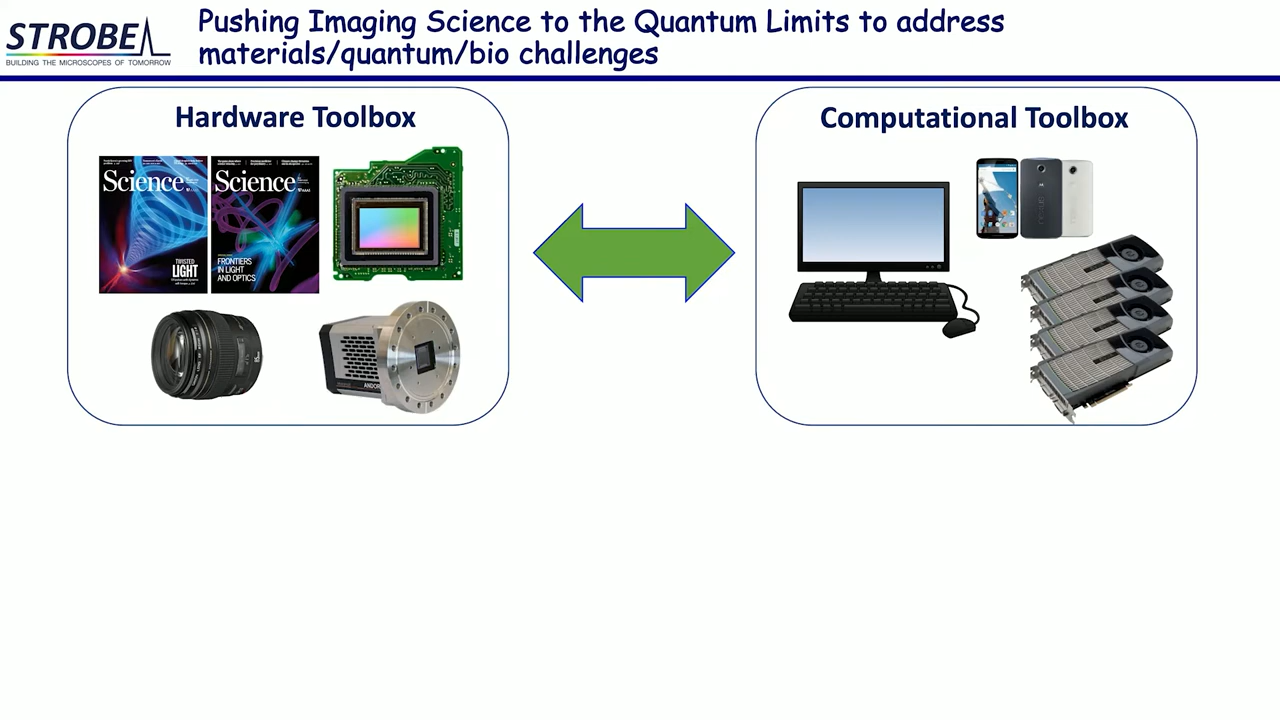 STROBE
BUILDING THE MICROSCOPES OF TOMORROW
Pushing Imaging Science to the Quantum Limits to address
materials/quantum/bio challenges
Hardware Toolbox
Science
TWISTED
LIGHT
Science
FRONTIERS
IN LIGHT
AND OPTICS
ANDOR
Computational Toolbox